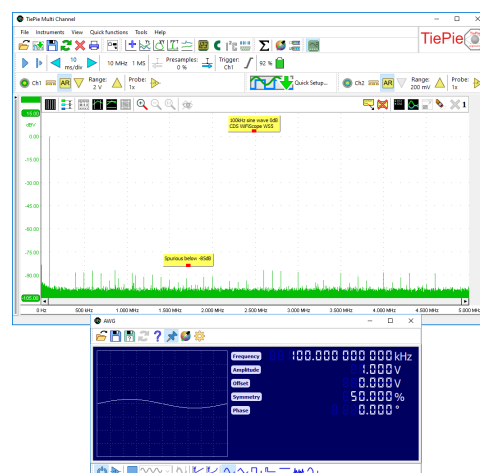 TiePie Multi Channel
File Instruments View Quick functions Tools Help
TiePie
10
ms/div
10 MHz 1 MS
Presamples:
0 %
Trigger:
Ch1
92 %
Ch1
AR
Range:
2 V
Probe:
1x
Quick Setup...
Ch2
AR
Range:
200 mV
Probe:
1x
1
15.00
dBV
0.00
-15.00
-30.00
-45.00
-60.00
-75.00
-90.00
-105.00
100kHz sine wave 0dB
CDS WiFiScope WS5
Spurious below -85dB
0 Hz 500 kHz 1.000 MHz 1.500 MHz 2.000 MHz 2.500 MHz 3.000 MHz 3.500 MHz 4.000 MHz 4.500 MHz 5.000 MHz
AWG
Frequency 100.000 000 000 kHz
Amplitude 1.000 V
Offset 0.000 V
Symmetry 50.000 %
Phase 0.000 °